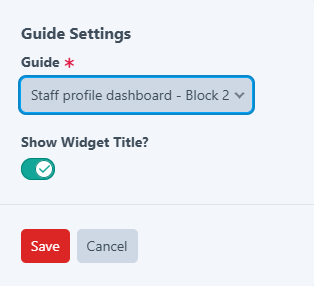 Guide Settings
Guide *
Staff profile dashboard - Block 2
Show Widget Title?
Save Cancel